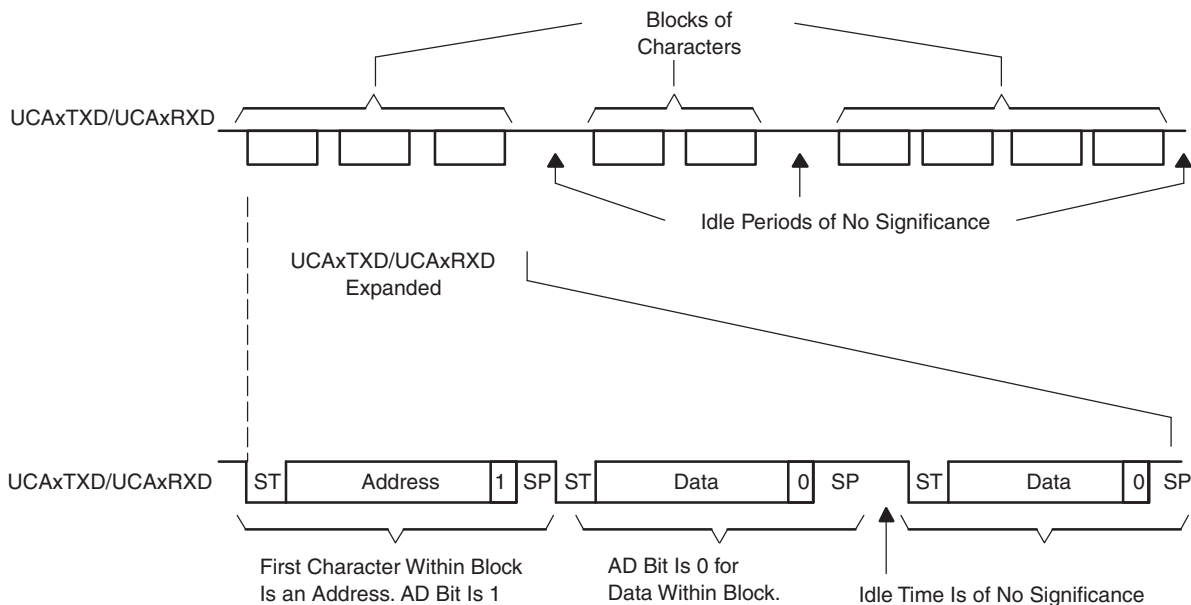 Blocks of
Characters
UCAxTXD/UCAxRXD
Idle Periods of No Significance
UCAxTXD/UCAxRXD
Expanded
UCAxTXD/UCAxRXD
ST
Address
1
SP
ST
Data
0
SP
ST
Data
0
SP
First Character Within Block
Is an Address. AD Bit Is 1
AD Bit Is 0 for
Data Within Block.
Idle Time Is of No Significance